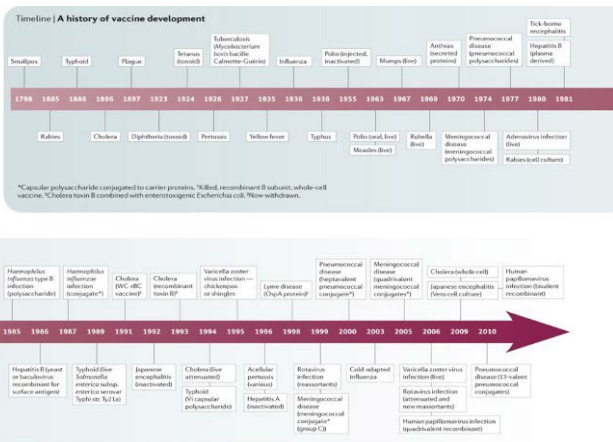 Timeline | A history of vaccine development
Tick-borne
encephalitis
Tuberculosis
(Mycobacterium
bovis bacille
Calmette-Guérin)
Pneumococcal
disease
(pneumococcal
polysaccharides)
Tetanus
(toxoid)
Polio (injected,
inactivated)
Anthrax
(secreted
proteins)
Hepatitis B
(plasma
derived)
Smallpox
Typhoid
Plague
Influenza
Mumps (live)
1798 1885 1886 1896 1897 1923 1924 1926 1927 1935 1936 1938 1955 1963 1967 1969 1970 1974 1977 1980 1981
Rabies
Cholera
Diphtheria (toxoid)
Pertussis
Yellow fever
Typhus
Polio (oral, live)
Measles (live)
Rubella
(live)
Meningococcal
disease
(meningococcal
polysaccharides)
Adenovirus infection
(live)
Rabies (cell culture)
*Capsular polysaccharide conjugated to carrier proteins. ‡Killed, recombinant B subunit, whole-cell
vaccine. §Cholera toxin B combined with enterotoxigenic Escherichia coli. ‖Now withdrawn.
Haemophilus
influenzae type B
infection
(polysaccharide)
Haemophilus
influenzae
infection
(conjugate*)
Cholera
(WC-rBC
vaccine)‡
Cholera
(recombinant
toxin B)§
Varicella zoster
virus infection —
chickenpox
or shingles
Lyme disease
(OspA protein)‖
Pneumococcal
disease
(heptavalent
pneumococcal
conjugate*)
Meningococcal
disease
(quadrivalent
meningococcal
conjugates*)
Cholera (whole cell)
Japanese encephalitis
(Vero cell culture)
Human
papillomavirus
infection (bivalent
recombinant)
1985 1986 1987 1989 1991 1992 1993 1994 1995 1996 1998 1999 2000 2003 2005 2006 2009 2010
Hepatitis B (yeast
or baculovirus
recombinant for
surface antigen)
Typhoid (live
Salmonella
enterica subsp.
enterica serovar
Typhi str. Ty21a)
Japanese
encephalitis
(inactivated)
Cholera (live
attenuated)
Typhoid
(Vi capsular
polysaccharide)
Acellular
pertussis
(various)
Hepatitis A
(inactivated)
Rotavirus
infection
(reassortants)
Meningococcal
disease
(meningococcal
conjugate*
(group C))
Cold-adapted
influenza
Varicella zoster virus
infection (live)
Rotavirus infection
(attenuated and
new reassortants)
Human papillomavirus infection
(quadrivalent recombinant)
Pneumococcal
disease (13-valent
pneumococcal
conjugates)